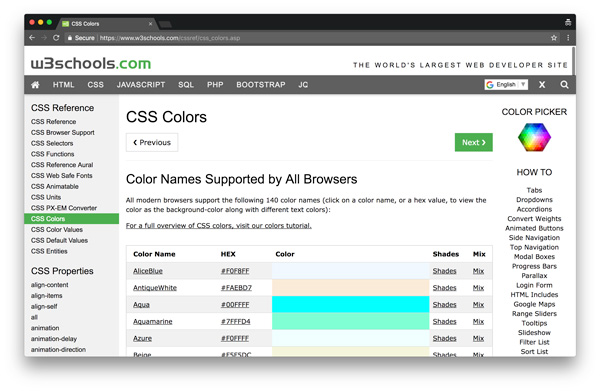 CSS Colors
Secure
https://www.w3schools.com/cssref/css_colors.asp
w3schools.com
THE WORLD'S LARGEST WEB DEVELOPER SITE
HTML CSS JAVASCRIPT SQL PHP BOOTSTRAP JC English X
CSS Reference
CSS Reference
CSS Browser Support
CSS Selectors
CSS Functions
CSS Reference Aural
CSS Web Safe Fonts
CSS Animatable
CSS Units
CSS PX-EM Converter
CSS Colors
CSS Color Values
CSS Default Values
CSS Entities
CSS Properties
align-content
align-items
align-self
all
animation
animation-delay
animation-direction
CSS Colors
❮ Previous
Next ❯
Color Names Supported by All Browsers
All modern browsers support the following 140 color names (click on a color name, or a hex value, to view
the color as the background-color along with different text colors):
For a full overview of CSS colors, visit our colors tutorial.
Color Name HEX Color Shades Mix
AliceBlue #F0F8FF Shades Mix
AntiqueWhite #FAEBD7 Shades Mix
Aqua #00FFFF Shades Mix
Aquamarine #7FFFD4 Shades Mix
Azure #F0FFFF Shades Mix
Beige #F5F5DC Shades Mix
COLOR PICKER
HOW TO
Tabs
Dropdowns
Accordions
Convert Weights
Animated Buttons
Side Navigation
Top Navigation
Modal Boxes
Progress Bars
Parallax
Login Form
HTML Includes
Google Maps
Range Sliders
Tooltips
Slideshow
Filter List
Sort List